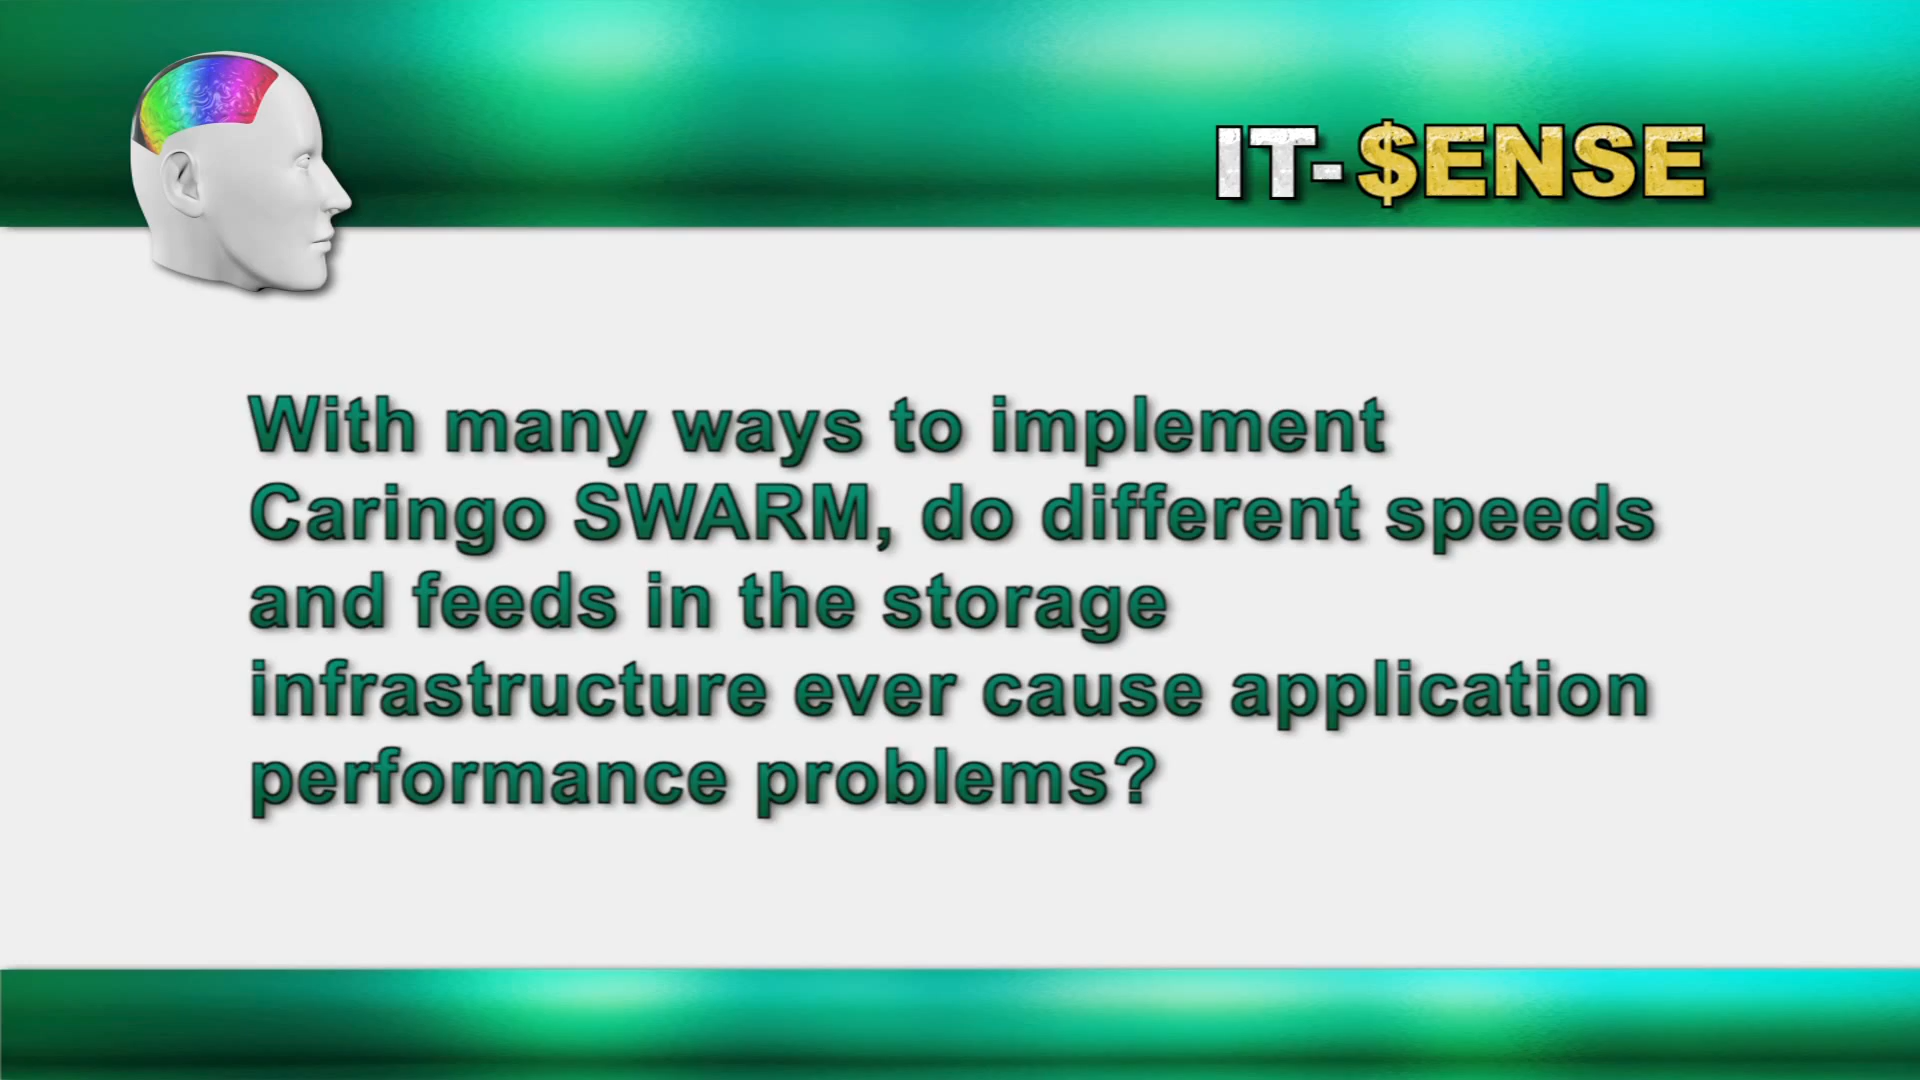 IT-$ENSE
With many ways to implement
Caringo SWARM, do different speeds
and feeds in the storage
infrastructure ever cause application
performance problems?